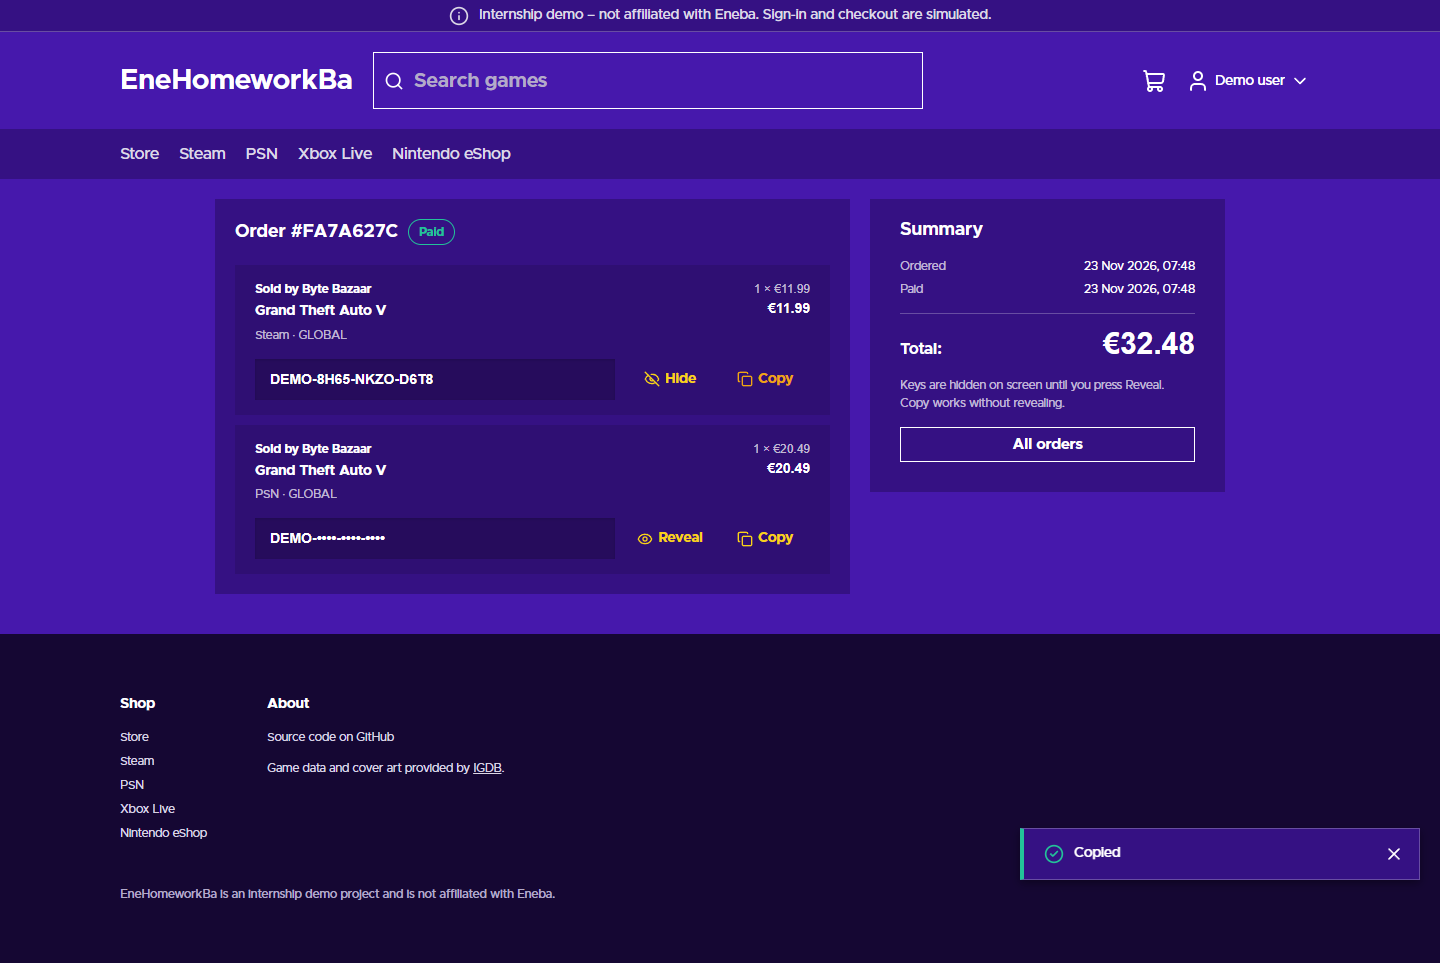 Internship demo – not affiliated with Eneba. Sign-in and checkout are simulated.
EneHomeworkBa
Search games
Demo user
Store Steam PSN Xbox Live Nintendo eShop
Order #FA7A627C Paid
Sold by Byte Bazaar 1 × €11.99
Grand Theft Auto V €11.99
Steam · GLOBAL
DEMO-8H65-NKZO-D6T8 Hide Copy
Sold by Byte Bazaar 1 × €20.49
Grand Theft Auto V €20.49
PSN · GLOBAL
DEMO-••••-••••-•••• Reveal Copy
Summary
Ordered 23 Nov 2026, 07:48
Paid 23 Nov 2026, 07:48
Total: €32.48
Keys are hidden on screen until you press Reveal.
Copy works without revealing.
All orders
Shop
Store
Steam
PSN
Xbox Live
Nintendo eShop
About
Source code on GitHub
Game data and cover art provided by IGDB.
EneHomeworkBa is an internship demo project and is not affiliated with Eneba.
Copied